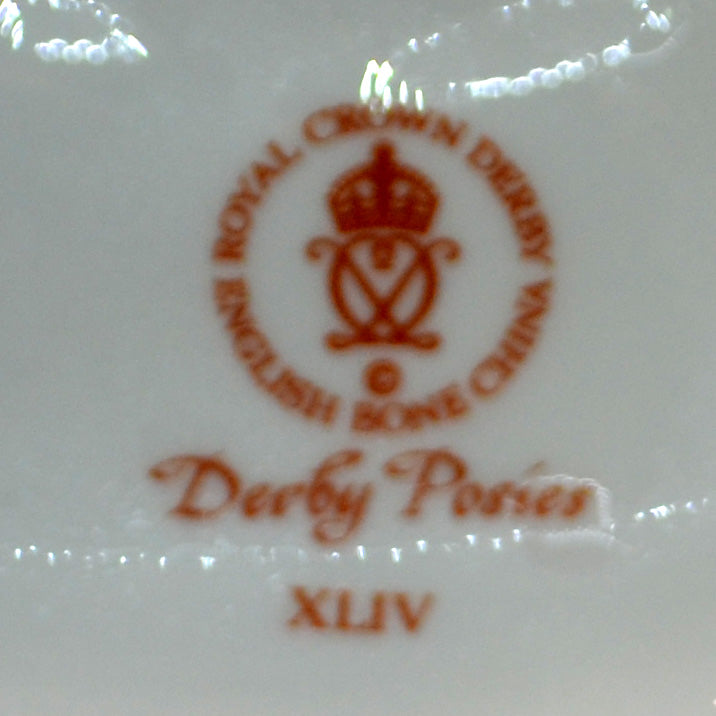 ROYAL CROWN DERBY
ENGLISH BONE CHINA
©
Derby Posies
XLIV